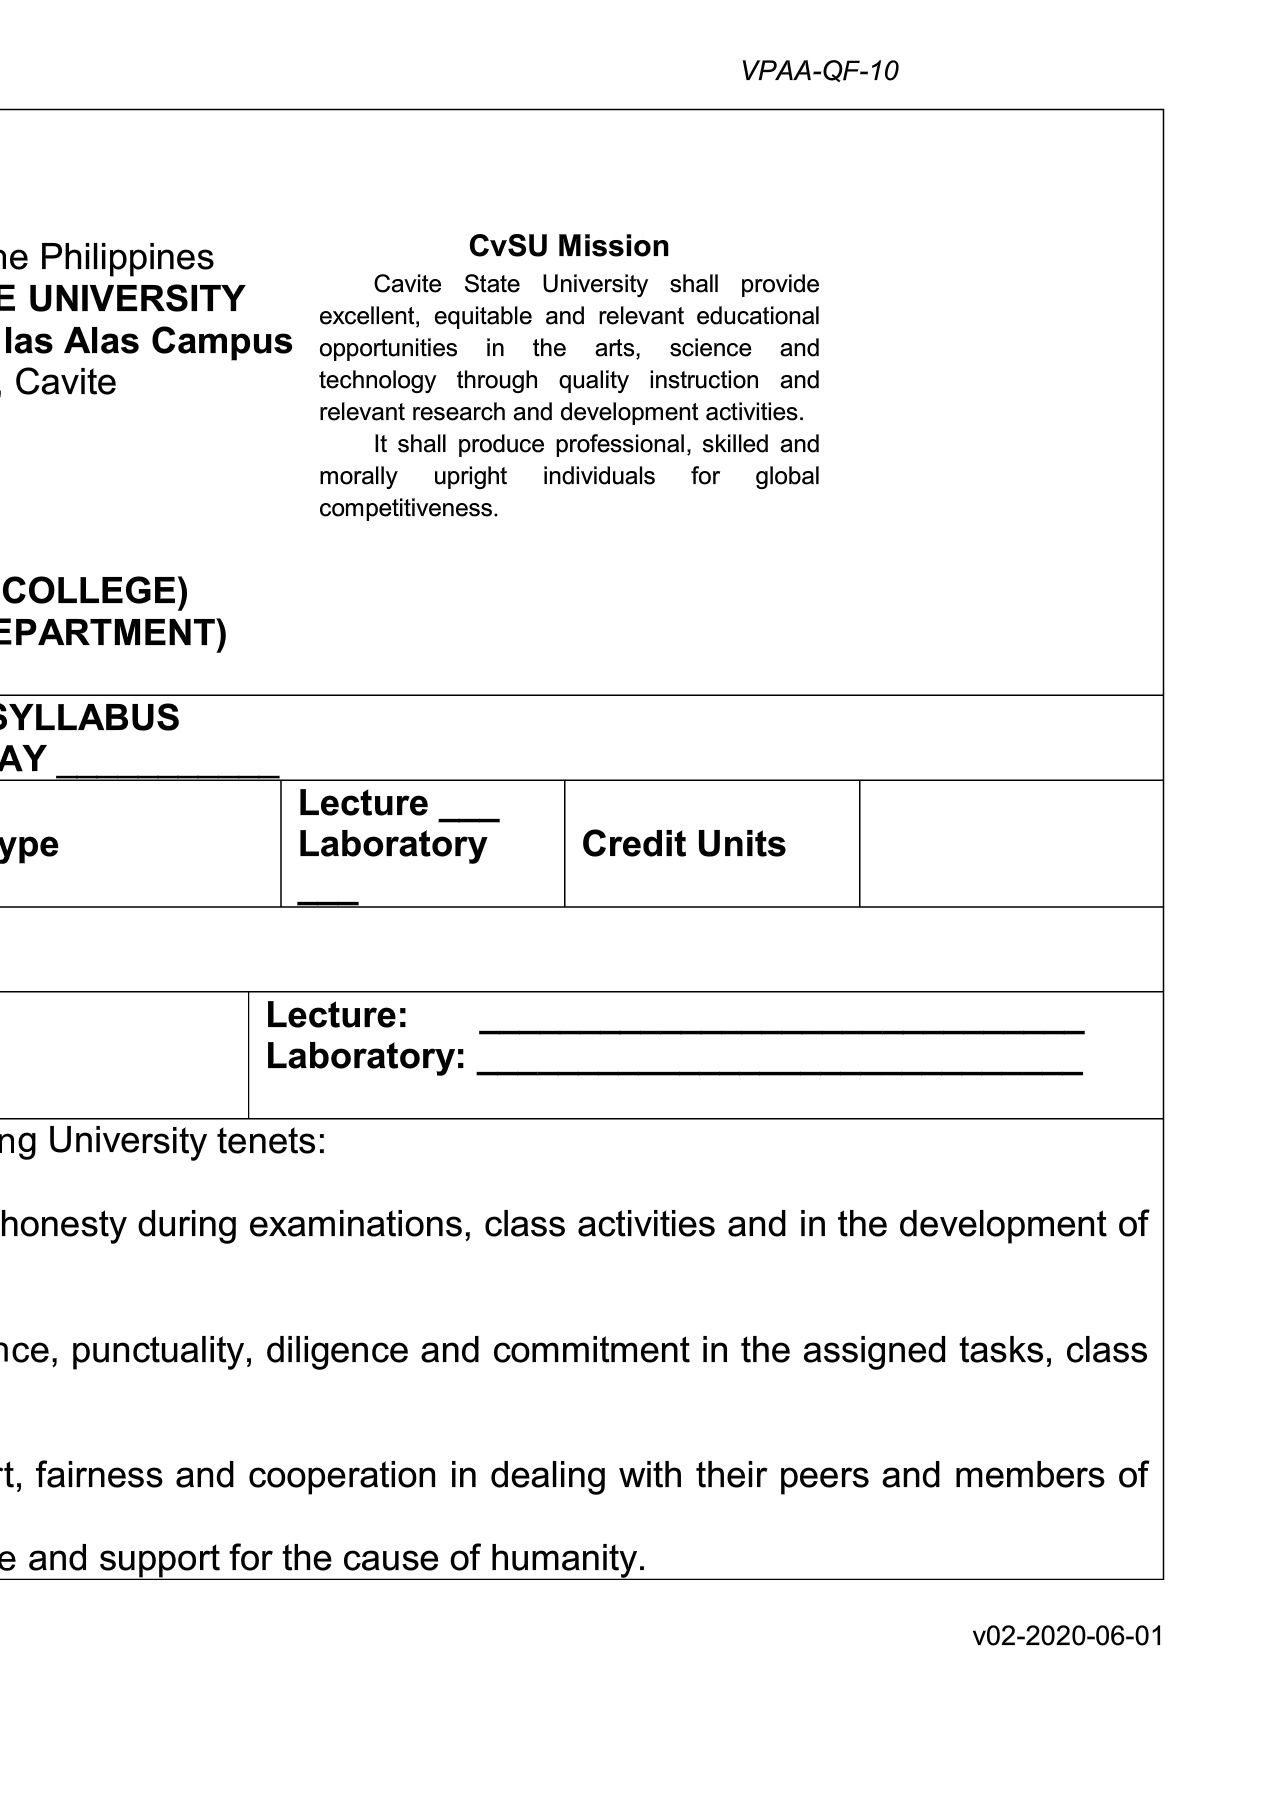 VPAA-QF-10
he Philippines
E UNIVERSITY
las Alas Campus
, Cavite
CvSU Mission
Cavite State University shall provide
excellent, equitable and relevant educational
opportunities in the arts, science and
technology through quality instruction and
relevant research and development activities.
It shall produce professional, skilled and
morally upright individuals for global
competitiveness.
COLLEGE)
EPARTMENT)
SYLLABUS
AY ___________
ype
Lecture ___
Laboratory
___
Credit Units
Lecture: ______________________________
Laboratory: ______________________________
ng University tenets:
honesty during examinations, class activities and in the development of
nce, punctuality, diligence and commitment in the assigned tasks, class
rt, fairness and cooperation in dealing with their peers and members of
e and support for the cause of humanity.
v02-2020-06-01